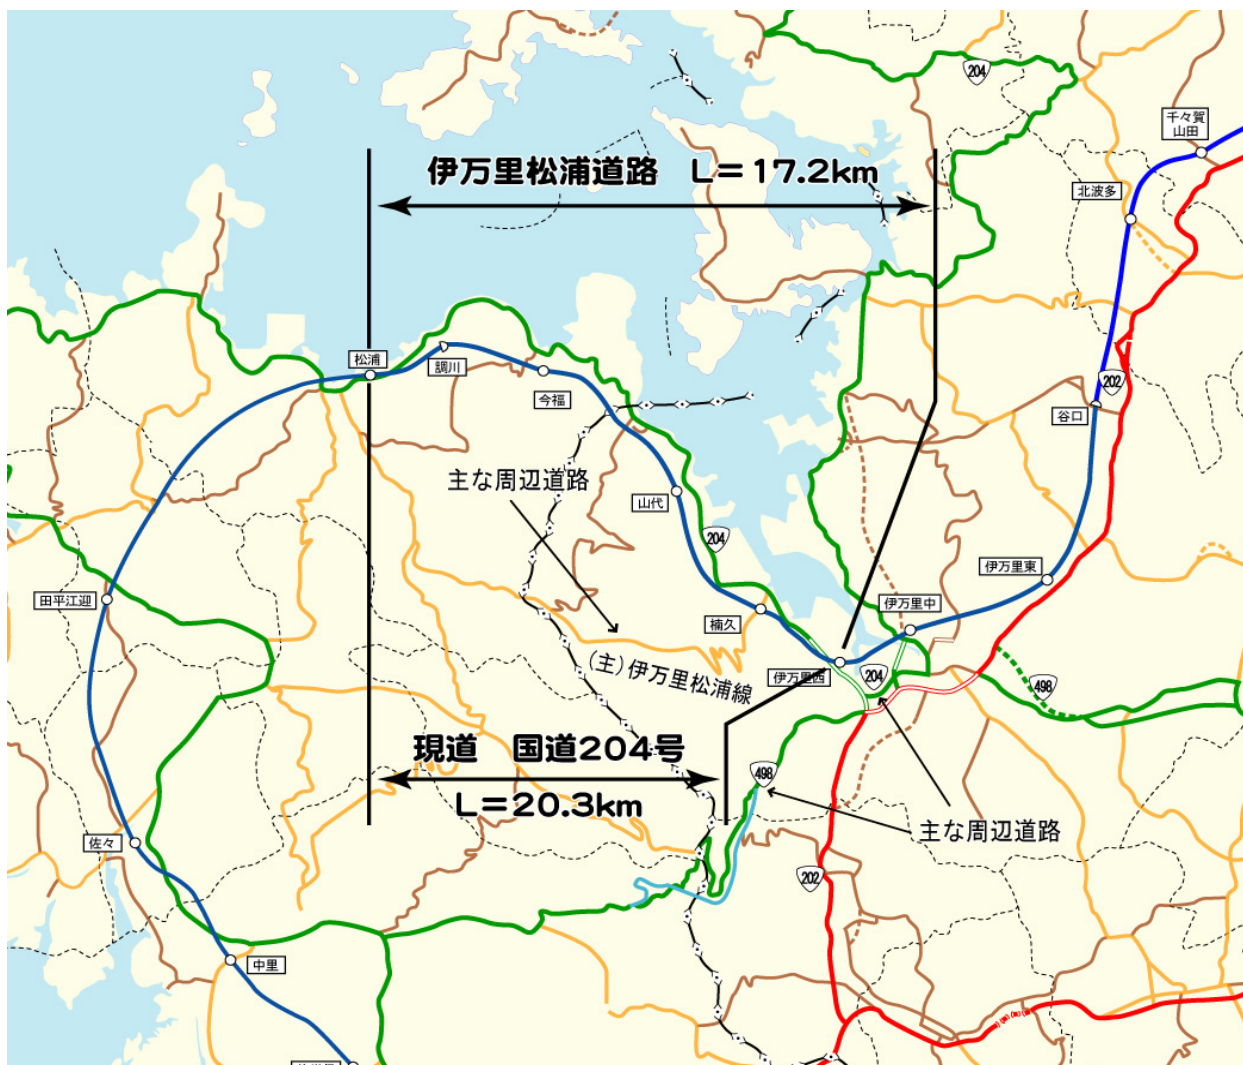 204
千々賀
山田
伊万里松浦道路　L＝17.2km
北波多
松浦
調川
今福
202
谷口
主な周辺道路
山代
204
伊万里東
田平江迎
伊万里中
楠久
伊万里西
204
(主)伊万里松浦線
498
現道　国道204号
498
L＝20.3km
主な周辺道路
佐々
202
中里